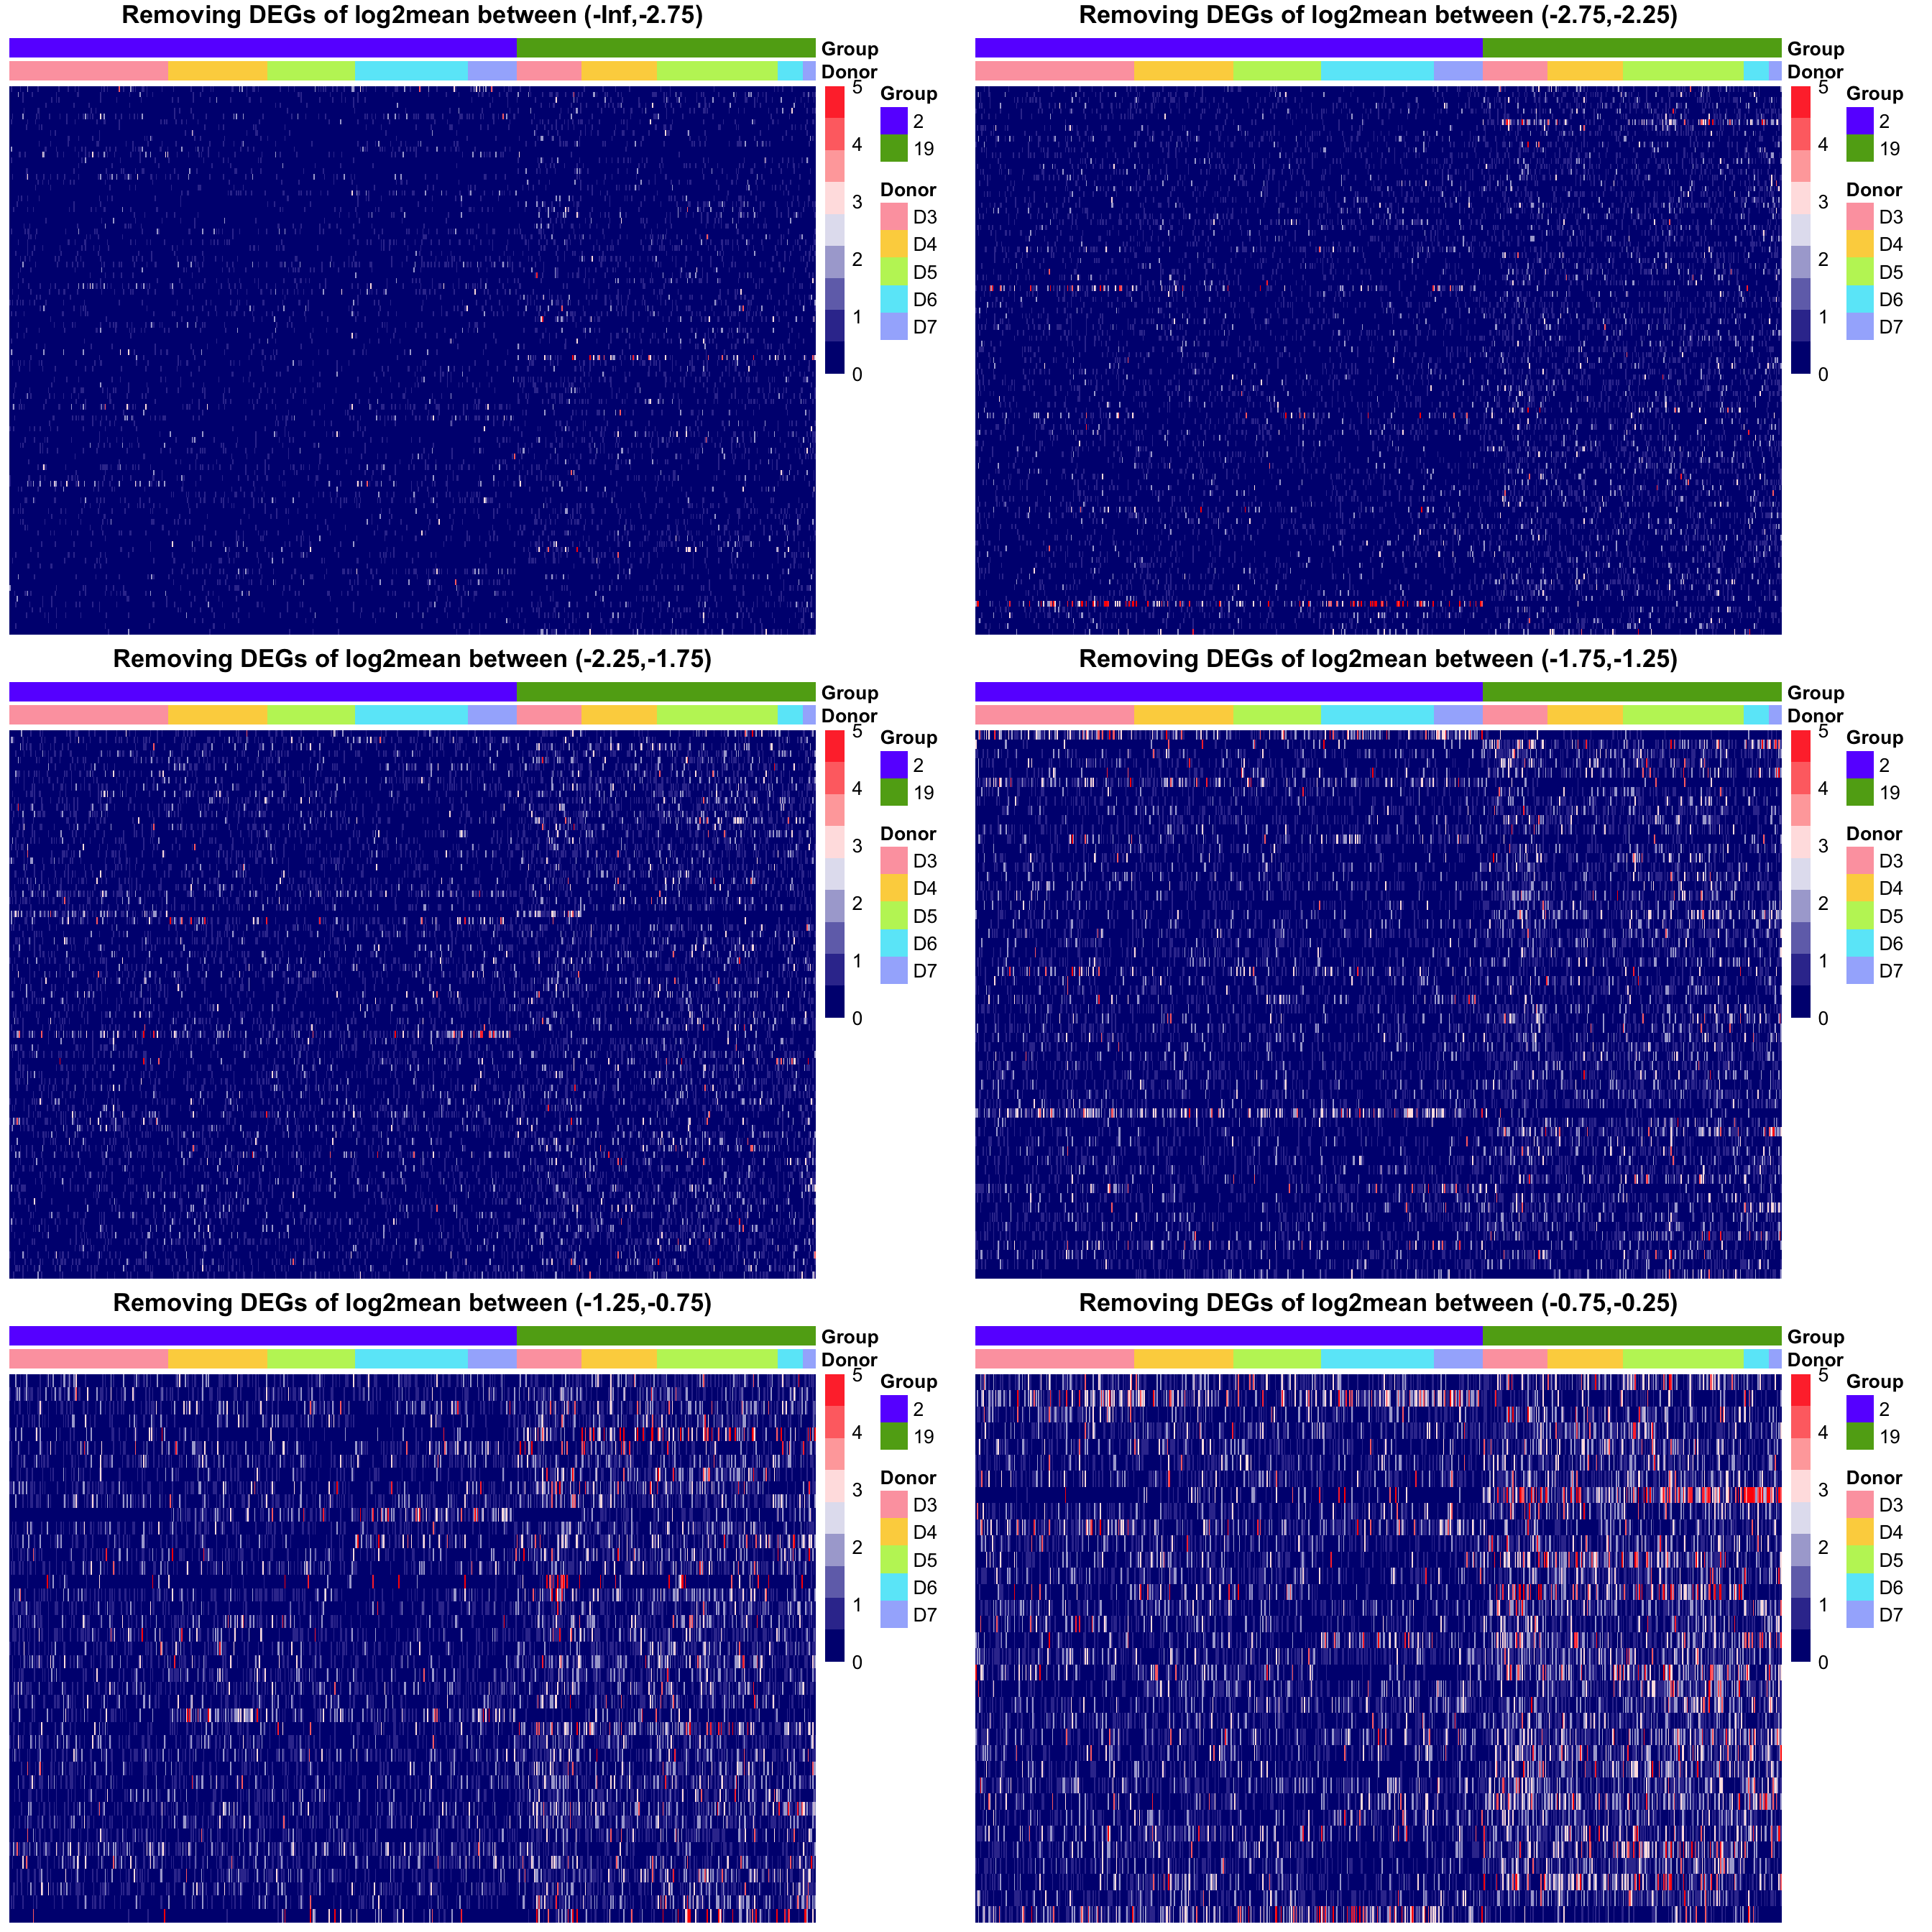 Removing DEGs of log2mean between (-Inf,-2.75)
Group
Donor
5
4
3
2
1
0
Group
2
19
Donor
D3
D4
D5
D6
D7
Removing DEGs of log2mean between (-2.75,-2.25)
Group
Donor
5
4
3
2
1
0
Group
2
19
Donor
D3
D4
D5
D6
D7
Removing DEGs of log2mean between (-2.25,-1.75)
Group
Donor
5
4
3
2
1
0
Group
2
19
Donor
D3
D4
D5
D6
D7
Removing DEGs of log2mean between (-1.75,-1.25)
Group
Donor
5
4
3
2
1
0
Group
2
19
Donor
D3
D4
D5
D6
D7
Removing DEGs of log2mean between (-1.25,-0.75)
Group
Donor
5
4
3
2
1
0
Group
2
19
Donor
D3
D4
D5
D6
D7
Removing DEGs of log2mean between (-0.75,-0.25)
Group
Donor
5
4
3
2
1
0
Group
2
19
Donor
D3
D4
D5
D6
D7